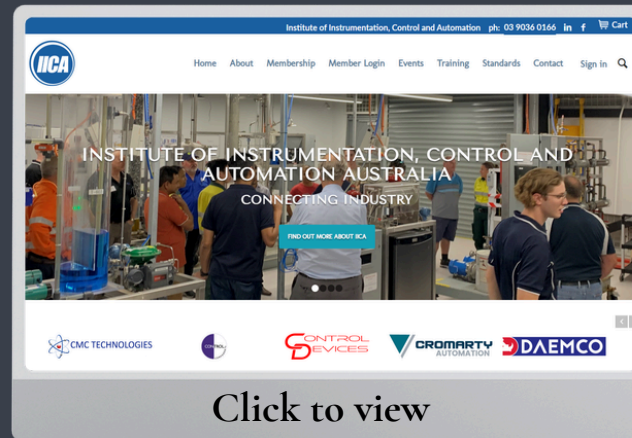 Institute of Instrumentation, Control and Automation ph: 03 9036 0166 in f Cart
IICA
Home About Membership Member Login Events Training Standards Contact Sign in
INSTITUTE OF INSTRUMENTATION, CONTROL AND
AUTOMATION AUSTRALIA
CONNECTING INDUSTRY
FIND OUT MORE ABOUT IICA
CMC TECHNOLOGIES
CONTROL
DEVICES
CROMARTY
AUTOMATION
DAEMCO
Click to view